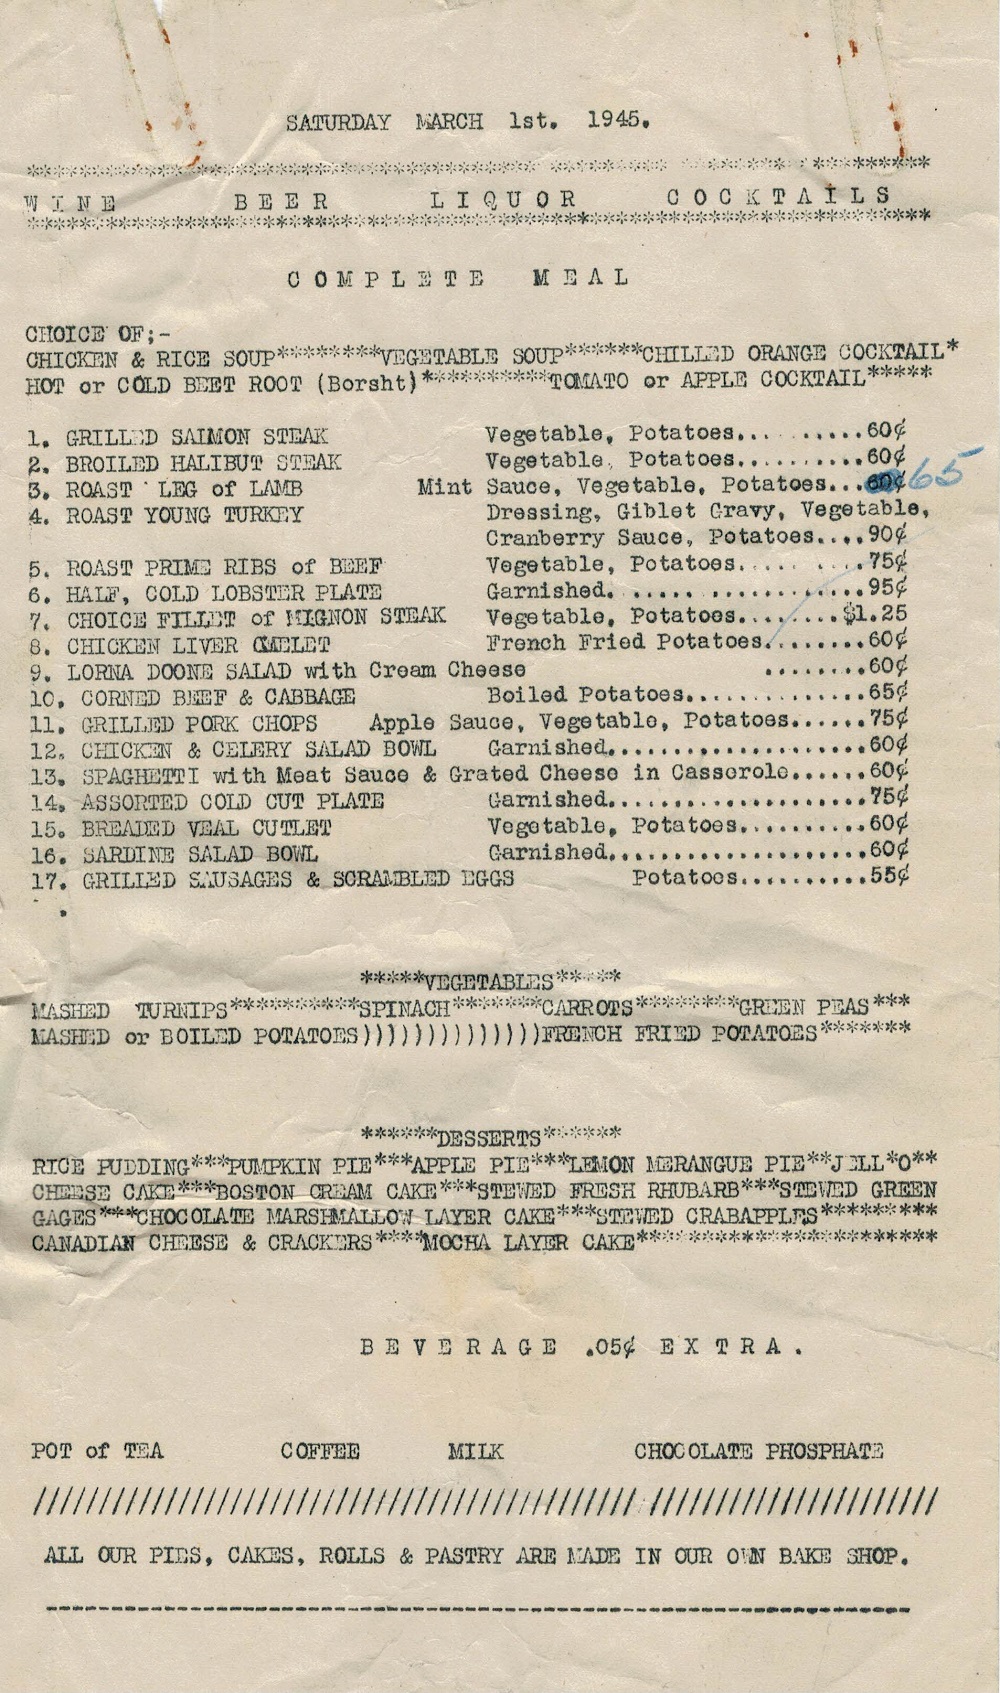 SATURDAY MARCH 1st. 1945.
**********************************************************************
WINE BEER LIQUOR COCKTAILS
**********************************************************************
COMPLETE MEAL
CHOICE OF;-
CHICKEN & RICE SOUP********VEGETABLE SOUP******CHILLED ORANGE COCKTAIL*
HOT or COLD BEET ROOT (Borsht)**********TOMATO or APPLE COCKTAIL*****
1. GRILLED SALMON STEAK Vegetable, Potatoes..........60¢
2. BROILED HALIBUT STEAK Vegetable, Potatoes..........60¢
3. ROAST LEG of LAMB Mint Sauce, Vegetable, Potatoes...60¢ 65
4. ROAST YOUNG TURKEY Dressing, Giblet Gravy, Vegetable,
Cranberry Sauce, Potatoes....90¢
5. ROAST PRIME RIBS of BEEF Vegetable, Potatoes..........75¢
6. HALF, COLD LOBSTER PLATE Garnished....................95¢
7. CHOICE FILLET of MIGNON STEAK Vegetable, Potatoes........$1.25
8. CHICKEN LIVER OMELET French Fried Potatoes........60¢
9. LORNA DOONE SALAD with Cream Cheese ........60¢
10. CORNED BEEF & CABBAGE Boiled Potatoes..............65¢
11. GRILLED PORK CHOPS Apple Sauce, Vegetable, Potatoes......75¢
12. CHICKEN & CELERY SALAD BOWL Garnished....................60¢
13. SPAGHETTI with Meat Sauce & Grated Cheese in Casserole......60¢
14. ASSORTED COLD CUT PLATE Garnished....................75¢
15. BREADED VEAL CUTLET Vegetable, Potatoes..........60¢
16. SARDINE SALAD BOWL Garnished....................60¢
17. GRILLED SAUSAGES & SCRAMBLED EGGS Potatoes..........55¢
*****VEGETABLES*****
MASHED TURNIPS**********SPINACH*******CARROTS********GREEN PEAS***
MASHED or BOILED POTATOES))))))))))))))FRENCH FRIED POTATOES*******
******DESSERTS******
RICE PUDDING***PUMPKIN PIE***APPLE PIE***LEMON MERANGUE PIE**JELL*O**
CHEESE CAKE***BOSTON CREAM CAKE***STEWED FRESH RHUBARB***STEWED GREEN
GAGES***CHOCOLATE MARSHMALLOW LAYER CAKE***STEWED CRABAPPLES*********
CANADIAN CHEESE & CRACKERS****MOCHA LAYER CAKE***********************
BEVERAGE .05¢ EXTRA.
POT of TEA COFFEE MILK CHOCOLATE PHOSPHATE
//////////////////////////////////////////////////////////////////////
ALL OUR PIES, CAKES, ROLLS & PASTRY ARE MADE IN OUR OWN BAKE SHOP.
------------------------------------------------------------------